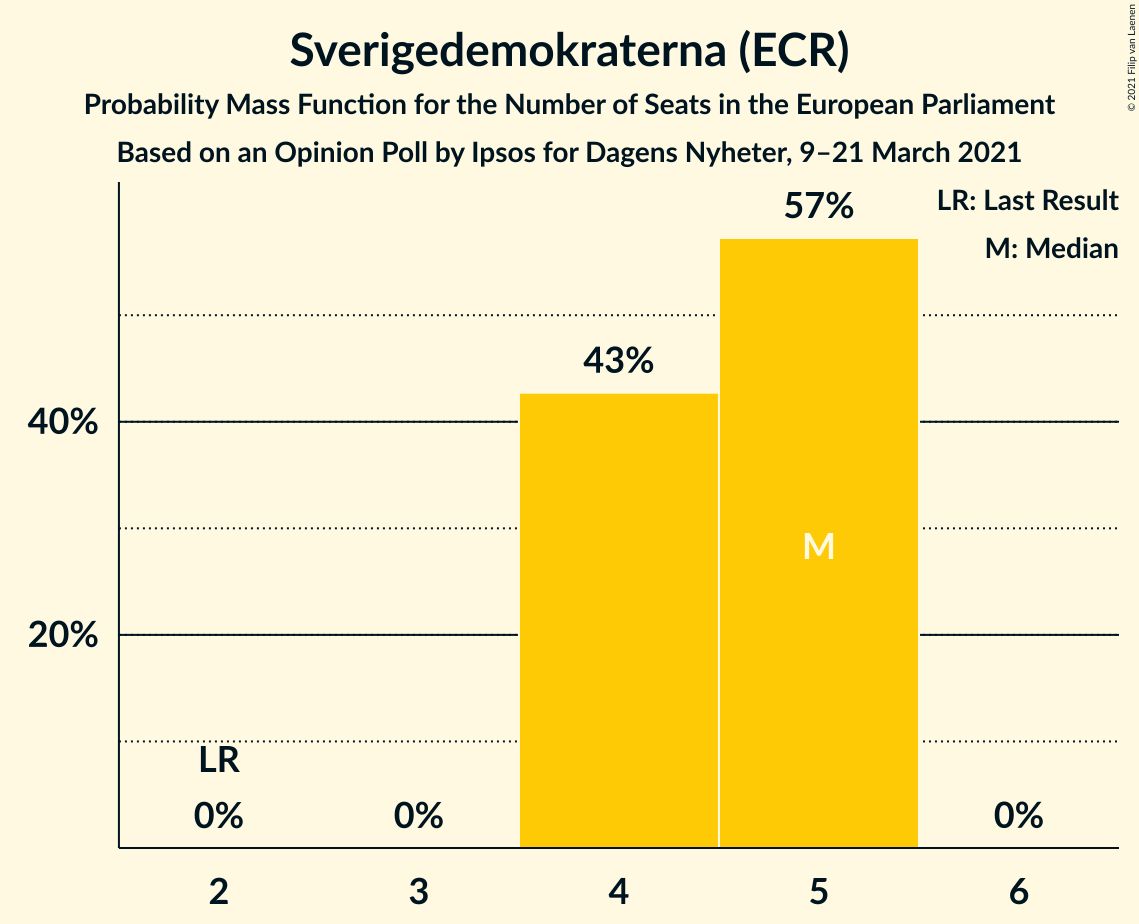 Sverigedemokraterna (ECR)
Probability Mass Function for the Number of Seats in the European Parliament
Based on an Opinion Poll by Ipsos for Dagens Nyheter, 9–21 March 2021
© 2021 Filip van Laenen
LR: Last Result
M: Median
57%
43%
40%
M
20%
LR
0%
0%
0%
2
3
4
5
6